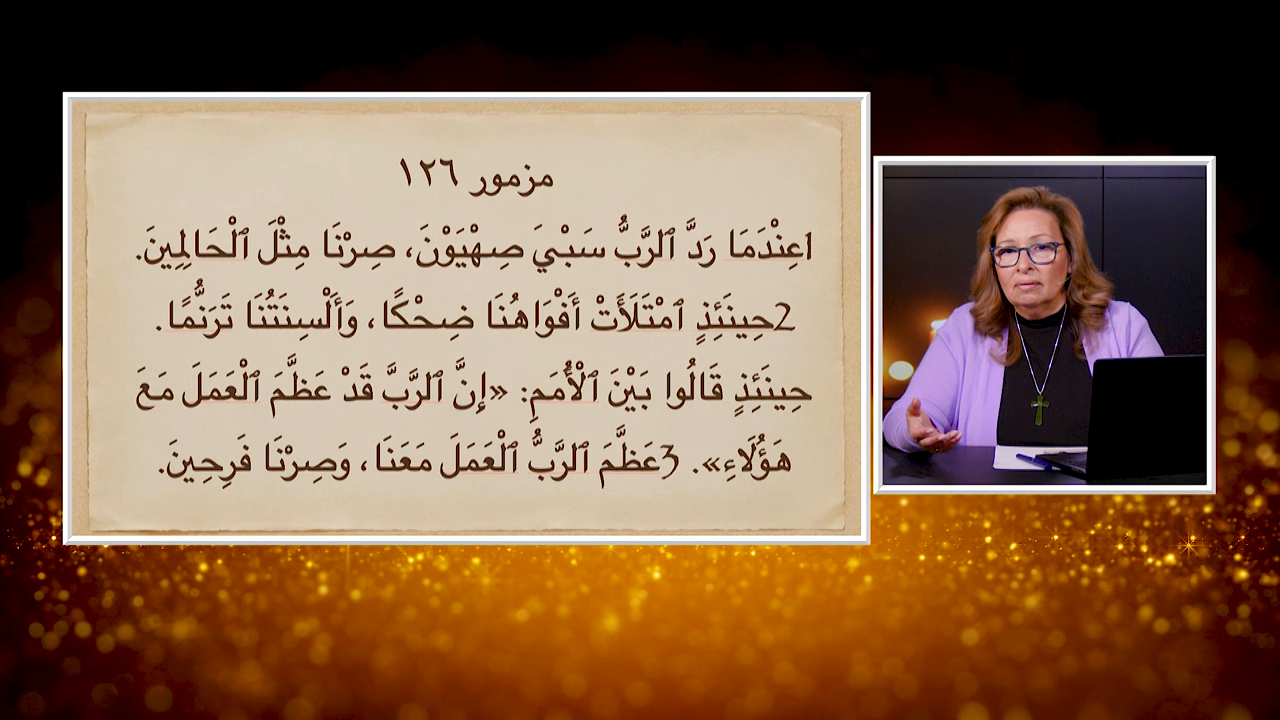 مزمور ١٢٦
1عِنْدَمَا رَدَّ ٱلرَّبُّ سَبْيَ صِهْيَوْنَ، صِرْنَا مِثْلَ ٱلْحَالِمِينَ.
2حِينَئِذٍ ٱمْتَلَأَتْ أَفْوَاهُنَا ضِحْكًا، وَأَلْسِنَتُنَا تَرَنُّمًا.
حِينَئِذٍ قَالُوا بَيْنَ ٱلْأُمَمِ: «إِنَّ ٱلرَّبَّ قَدْ عَظَّمَ ٱلْعَمَلَ مَعَ
هَؤُلَاءِ». 3عَظَّمَ ٱلرَّبُّ ٱلْعَمَلَ مَعَنَا، وَصِرْنَا فَرِحِينَ.